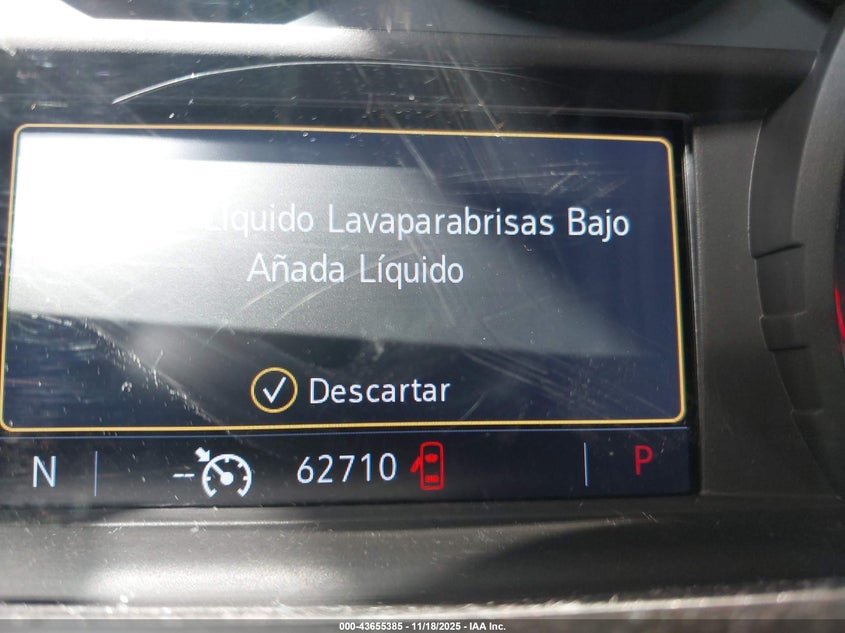 Líquido Lavaparabrisas Bajo
Añada Líquido
Descartar
N -- 62710 P
000-43655385 - 11/18/2025 - IAA Inc.